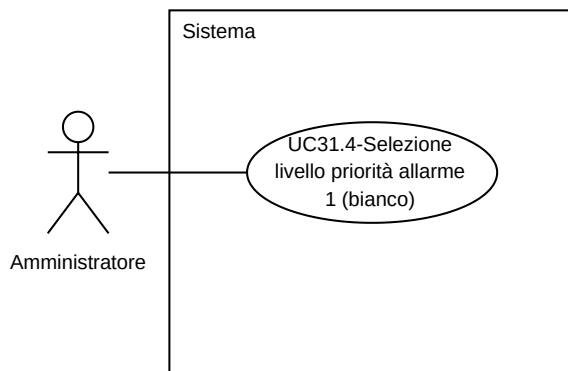 Sistema
UC31.4-Selezione
livello priorità allarme
1 (bianco)
Amministratore